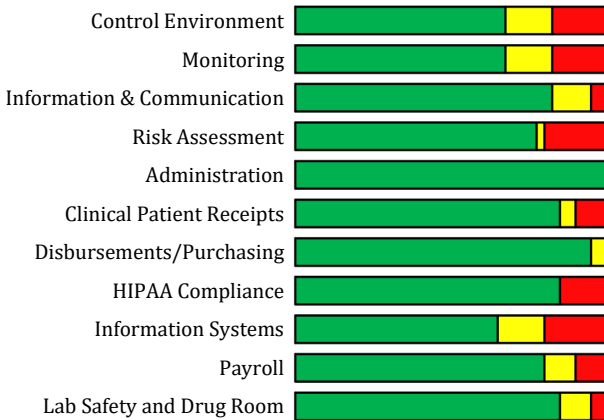 Control Environment
Monitoring
Information & Communication
Risk Assessment
Administration
Clinical Patient Receipts
Disbursements/Purchasing
HIPAA Compliance
Information Systems
Payroll
Lab Safety and Drug Room